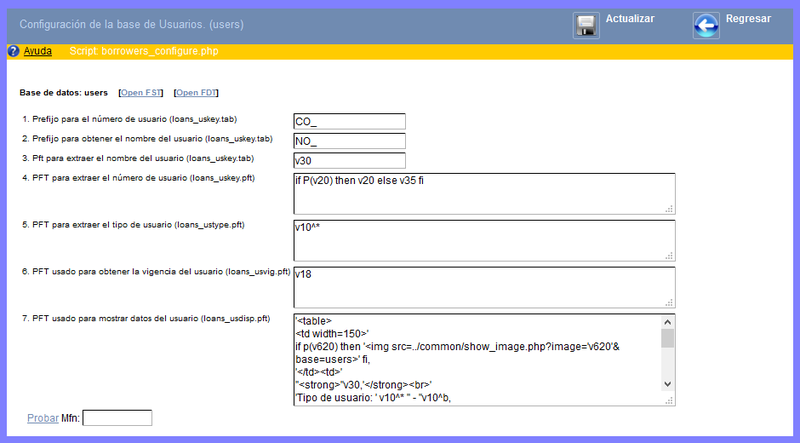 Configuración de la base de Usuarios. (users)
Actualizar
Regresar
Ayuda Script: borrowers_configure.php
Base de datos: users [Open FST] [Open FDT]
1. Prefijo para el número de usuario (loans_uskey.tab) CO_
2. Prefijo para obtener el nombre del usuario (loans_uskey.tab) NO_
3. Pft para extraer el nombre del usuario (loans_uskey.tab) v30
4. PFT para extraer el número de usuario (loans_uskey.pft) if P(v20) then v20 else v35 fi
5. PFT para extraer el tipo de usuario (loans_ustype.pft) v10^*
6. PFT usado para obtener la vigencia del usuario (loans_usvig.pft) v18
7. PFT usado para mostrar datos del usuario (loans_usdisp.pft) '<table>
<td width=150>'
if p(v620) then '<img src=../common/show_image.php?image='v620'&
base=users>' fi,
'</td><td>'
"<strong>"v30,'</strong><br>'
'Tipo de usuario: ' v10^* " - "v10^b,
Probar Mfn: